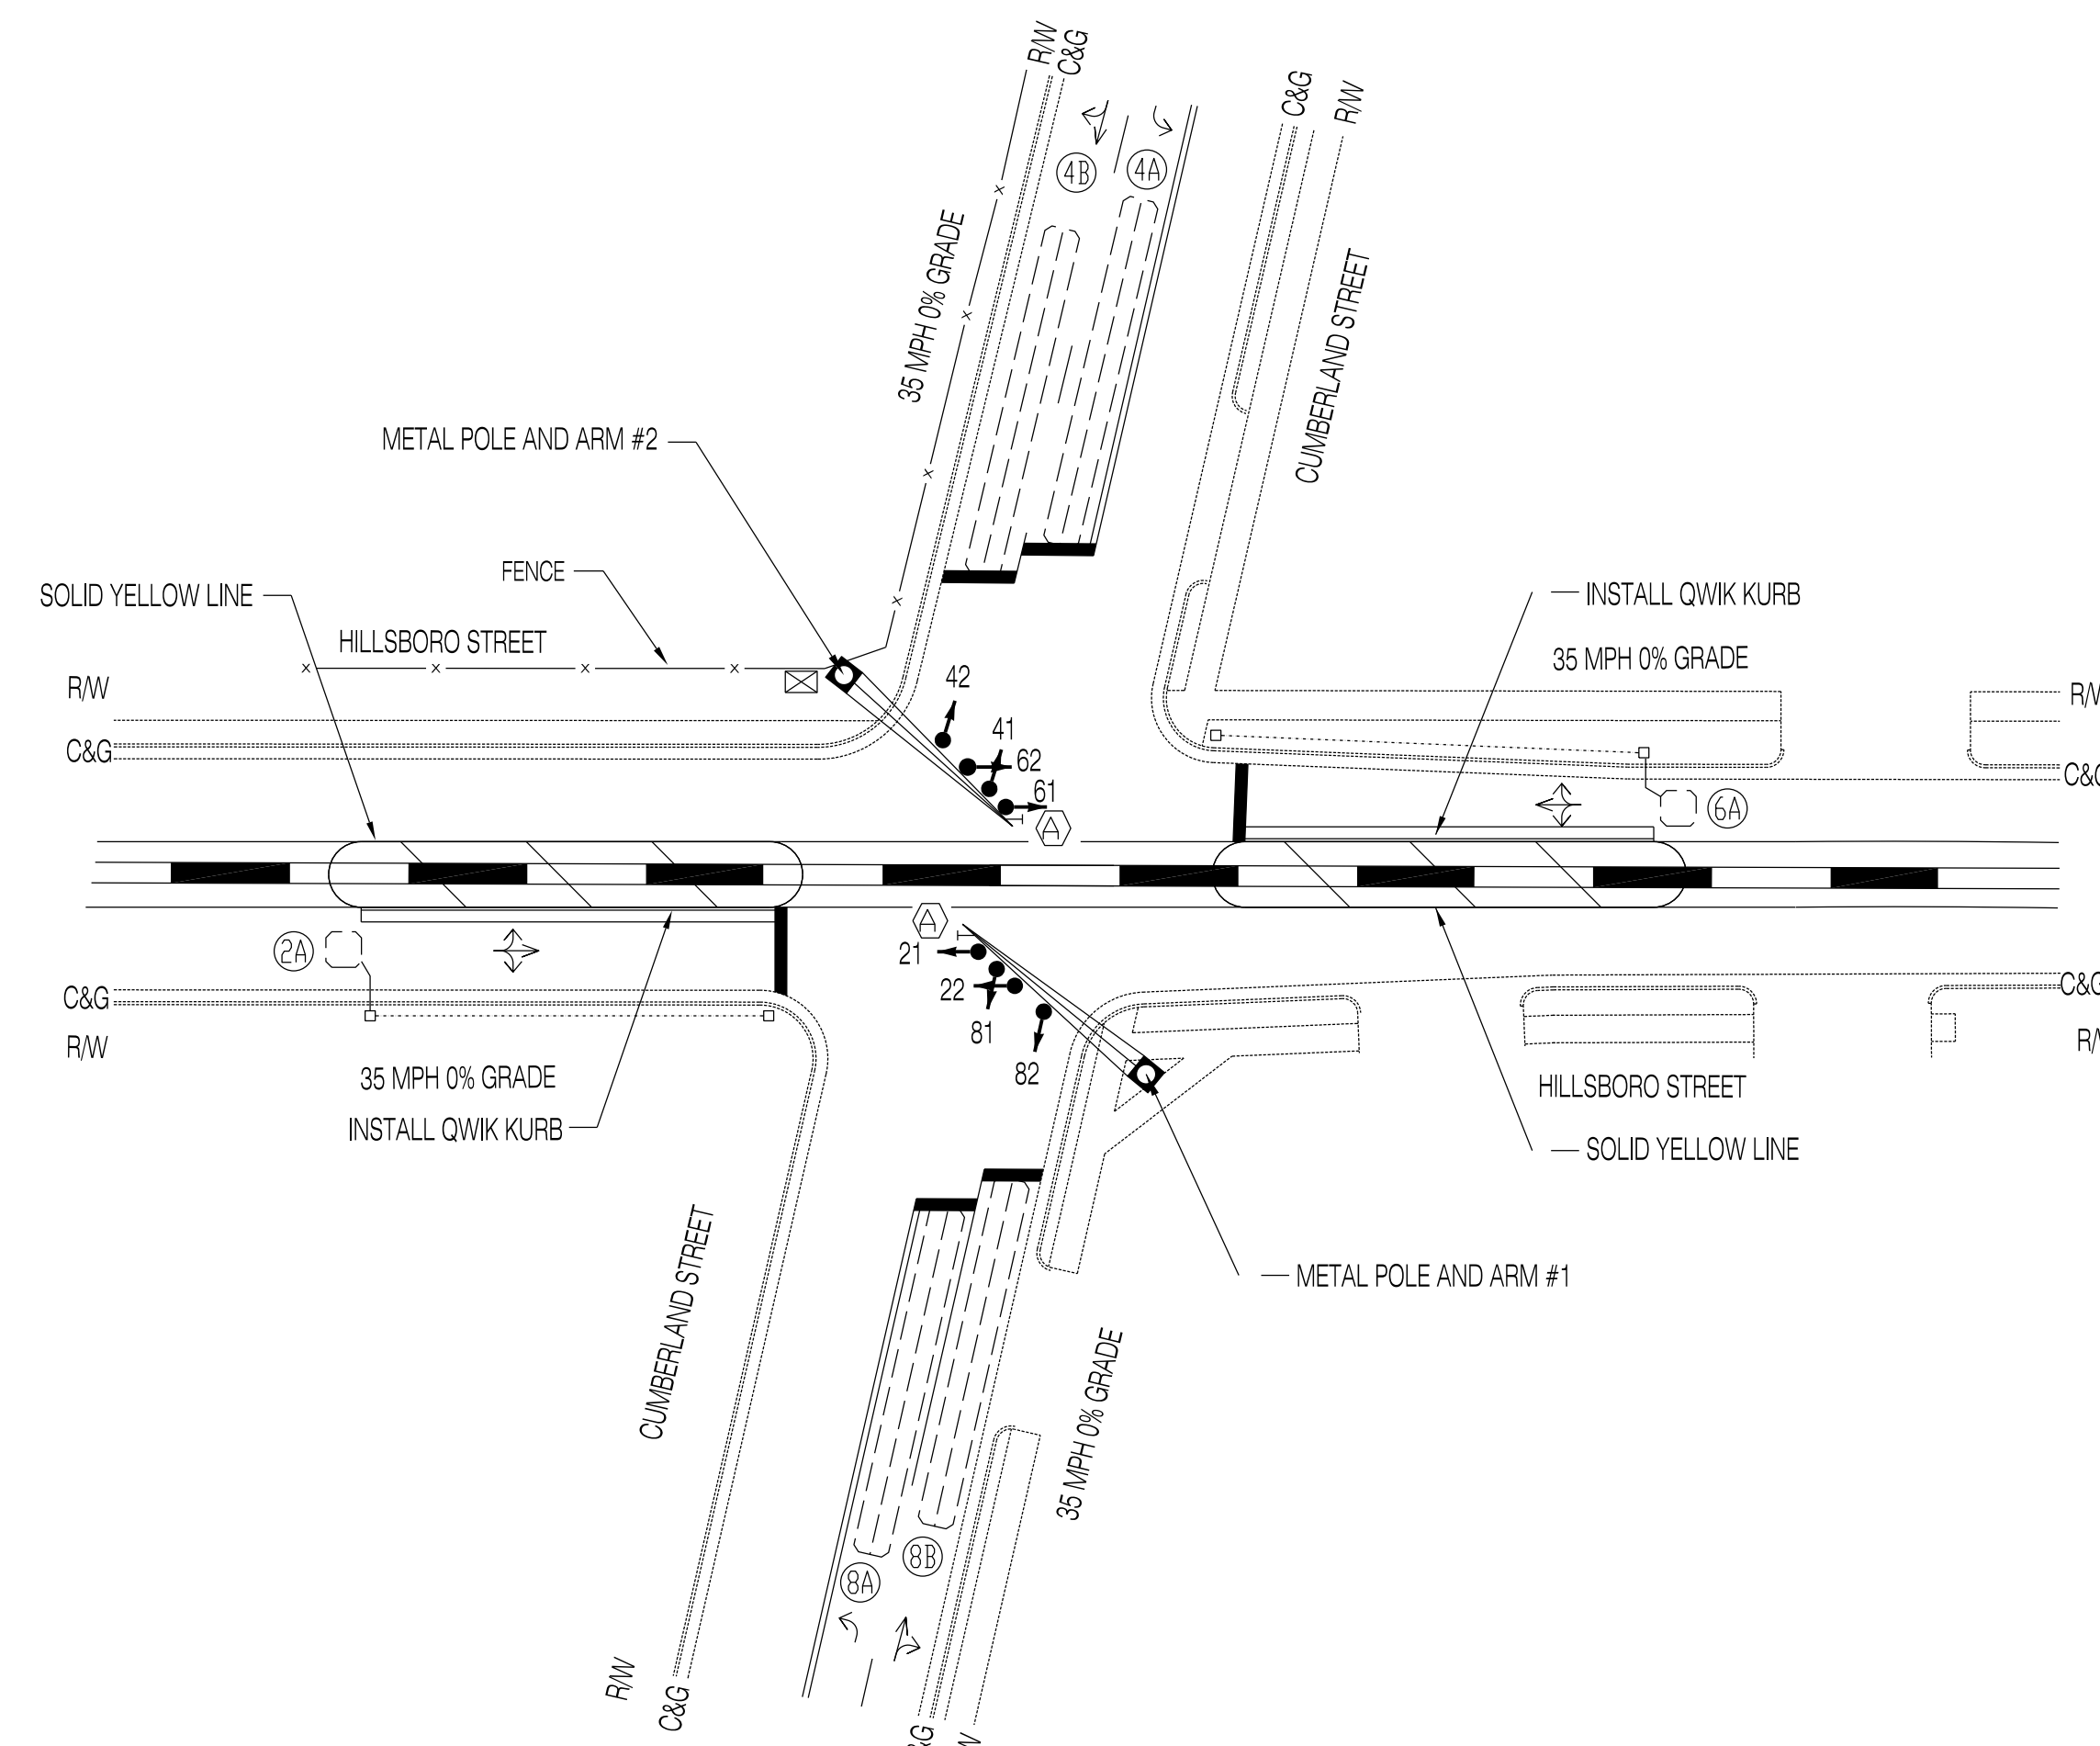 R/W
C&G
C&G
R/W
4B
4A
35 MPH 0% GRADE
CUMBERLAND STREET
METAL POLE AND ARM #2
FENCE
SOLID YELLOW LINE
INSTALL QWIK KURB
HILLSBORO STREET
35 MPH 0% GRADE
R/W
42
41
62
61
R/W
C&G
C&G
6A
A
A
2A
21
22
81
82
C&G
R/W
C&G
R/W
35 MPH 0% GRADE
INSTALL QWIK KURB
HILLSBORO STREET
SOLID YELLOW LINE
METAL POLE AND ARM #1
CUMBERLAND STREET
35 MPH 0% GRADE
8B
8A
R/W
C&G
C&G